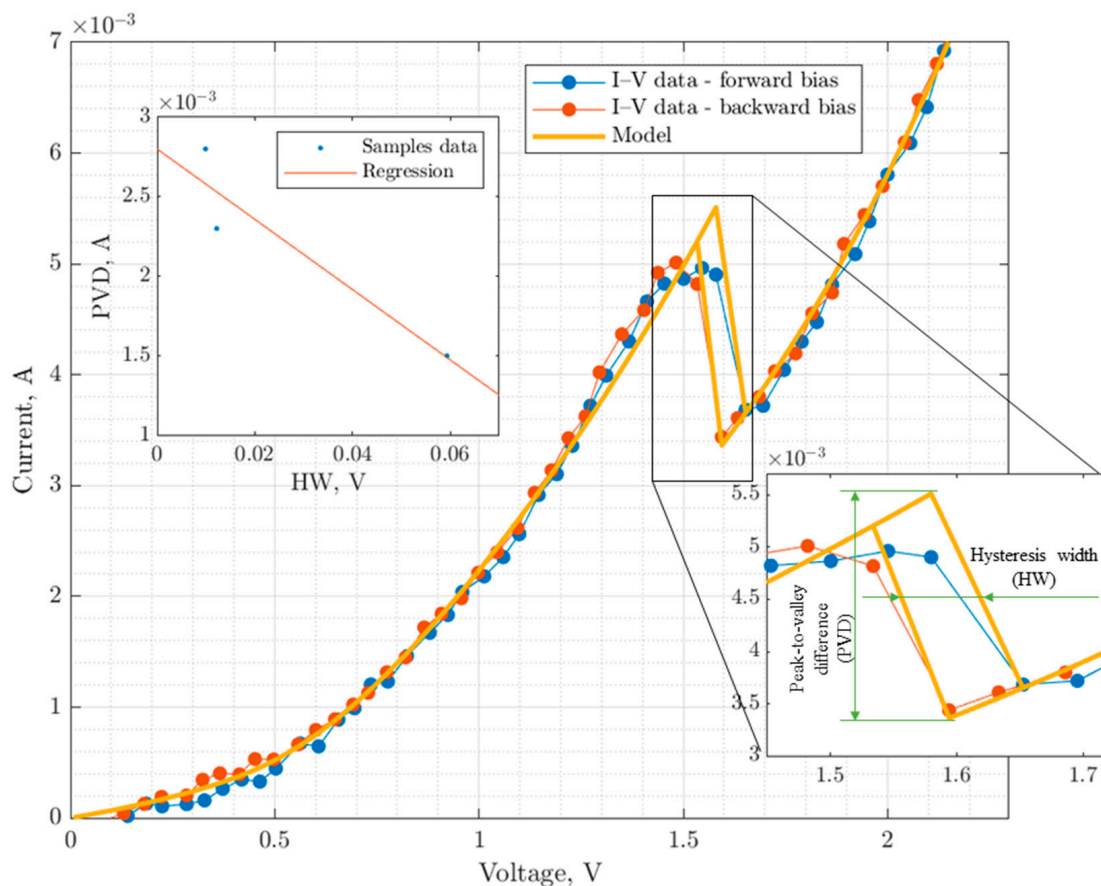 ×10⁻³
7
6
5
4
3
2
1
0
Current, A
0
0.5
1
1.5
2
Voltage, V
I–V data - forward bias
I–V data - backward bias
Model
×10⁻³
3
2.5
2
1.5
1
PVD, A
0.02
0.04
0.06
HW, V
Samples data
Regression
×10⁻³
5.5
5
4.5
4
3.5
3
1.5
1.6
1.7
Peak-to-valley
difference
(PVD)
Hysteresis width
(HW)